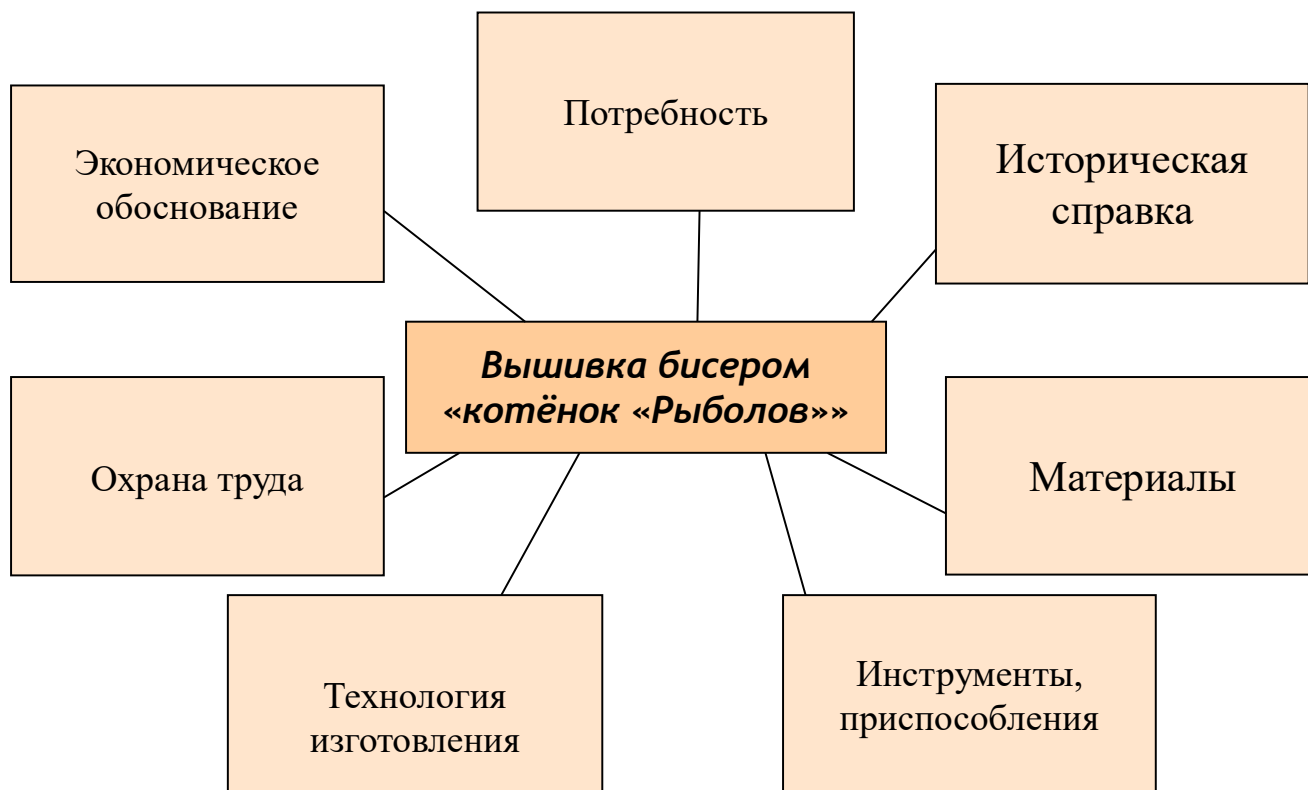 Потребность
Экономическое
обоснование
Историческая
справка
Вышивка бисером
«котёнок «Рыболов»»
Охрана труда
Материалы
Технология
изготовления
Инструменты,
приспособления